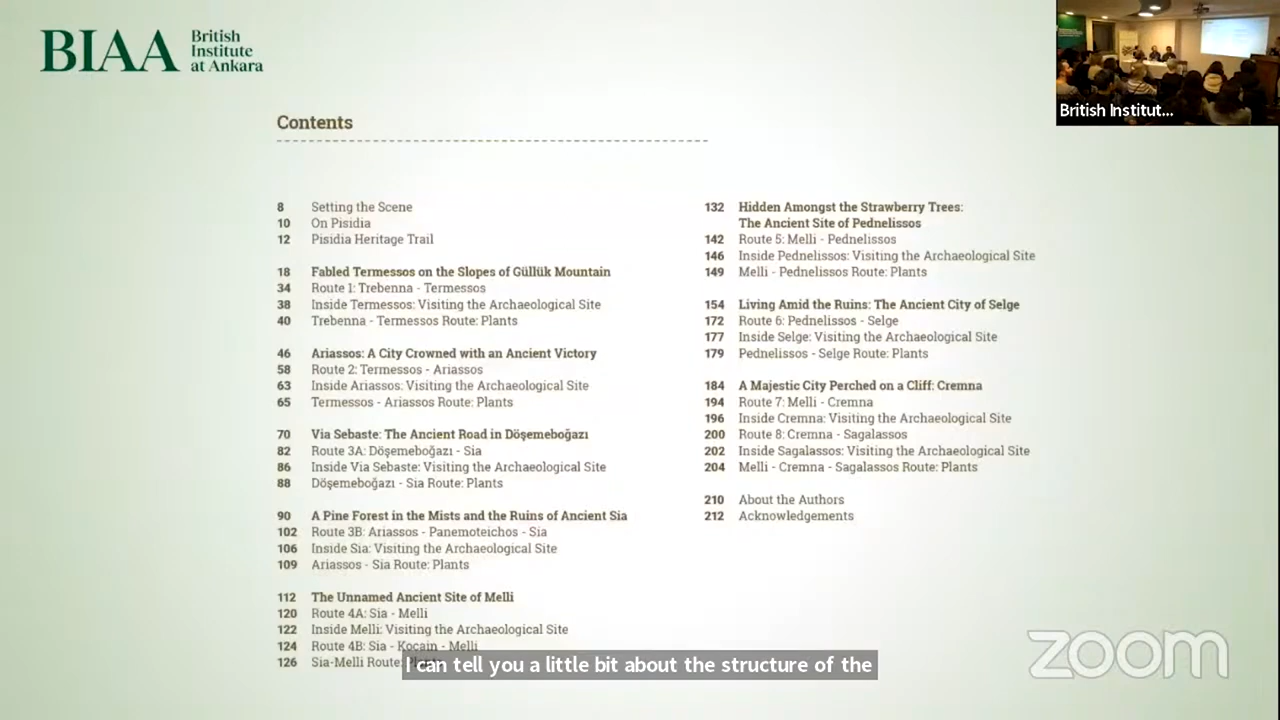 BIAA
British
Institute
at Ankara
British Institut...
Contents
8 Setting the Scene
10 On Pisidia
12 Pisidia Heritage Trail
18 Fabled Termessos on the Slopes of Güllük Mountain
34 Route 1: Trebenna - Termessos
38 Inside Termessos: Visiting the Archaeological Site
40 Trebenna - Termessos Route: Plants
46 Ariassos: A City Crowned with an Ancient Victory
58 Route 2: Termessos - Ariassos
63 Inside Ariassos: Visiting the Archaeological Site
65 Termessos - Ariassos Route: Plants
70 Via Sebaste: The Ancient Road in Döşemeboğazı
82 Route 3A: Döşemeboğazı - Sia
86 Inside Via Sebaste: Visiting the Archaeological Site
88 Döşemeboğazı - Sia Route: Plants
90 A Pine Forest in the Mists and the Ruins of Ancient Sia
102 Route 3B: Ariassos - Panemoteichos - Sia
106 Inside Sia: Visiting the Archaeological Site
109 Ariassos - Sia Route: Plants
112 The Unnamed Ancient Site of Melli
120 Route 4A: Sia - Melli
122 Inside Melli: Visiting the Archaeological Site
124 Route 4B: Sia - Kocain - Melli
126 Sia-Melli Route:
132 Hidden Amongst the Strawberry Trees:
The Ancient Site of Pednelissos
142 Route 5: Melli - Pednelissos
146 Inside Pednelissos: Visiting the Archaeological Site
149 Melli - Pednelissos Route: Plants
154 Living Amid the Ruins: The Ancient City of Selge
172 Route 6: Pednelissos - Selge
177 Inside Selge: Visiting the Archaeological Site
179 Pednelissos - Selge Route: Plants
184 A Majestic City Perched on a Cliff: Cremna
194 Route 7: Melli - Cremna
196 Inside Cremna: Visiting the Archaeological Site
200 Route 8: Cremna - Sagalassos
202 Inside Sagalassos: Visiting the Archaeological Site
204 Melli - Cremna - Sagalassos Route: Plants
210 About the Authors
212 Acknowledgements
I can tell you a little bit about the structure of the
zoom